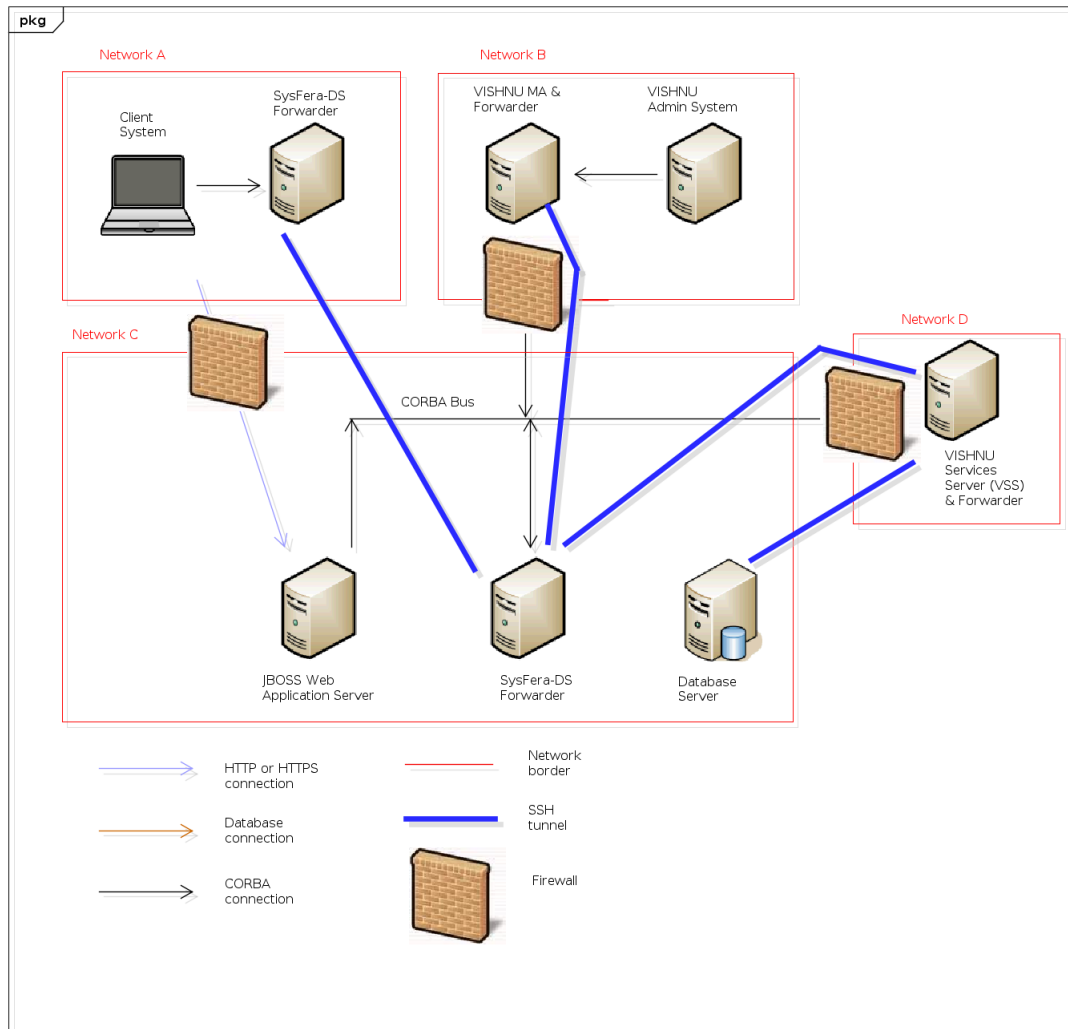 pkg
Network A
Network B
Client
System
SysFera-DS
Forwarder
VISHNU MA &
Forwarder
VISHNU
Admin System
Network C
Network D
CORBA Bus
VISHNU
Services
Server (VSS)
& Forwarder
JBOSS Web
Application Server
SysFera-DS
Forwarder
Database
Server
HTTP or HTTPS
connection
Network
border
Database
connection
SSH
tunnel
CORBA
connection
Firewall